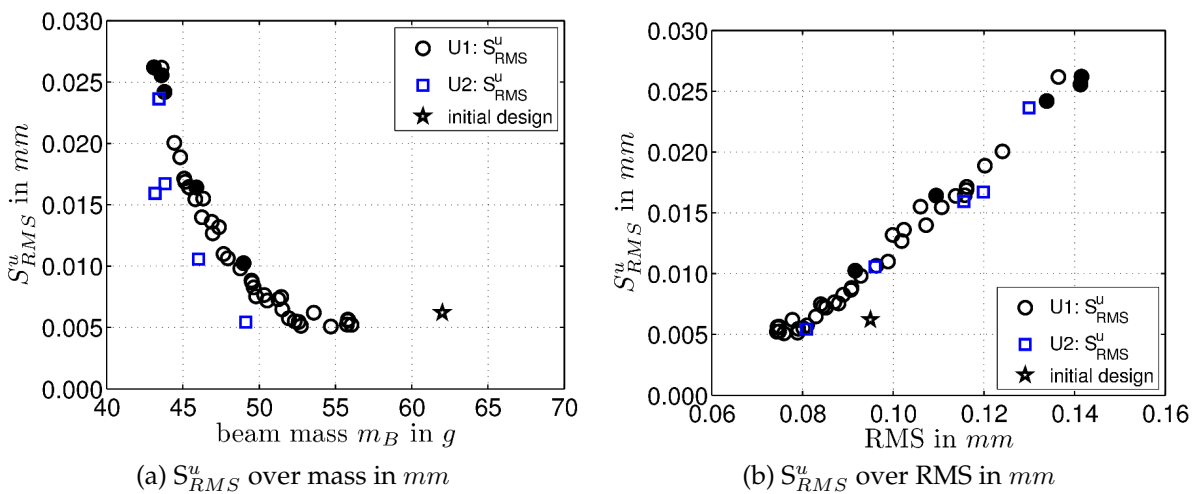 0.030
0.025
0.020
0.015
0.010
0.005
0.000
S^u_RMS in mm
40 45 50 55 60 65 70
beam mass m_B in g
U1: S^u_RMS
U2: S^u_RMS
initial design
(a) S^u_RMS over mass in mm
0.030
0.025
0.020
0.015
0.010
0.005
0.000
S^u_RMS in mm
0.06 0.08 0.10 0.12 0.14 0.16
RMS in mm
U1: S^u_RMS
U2: S^u_RMS
initial design
(b) S^u_RMS over RMS in mm